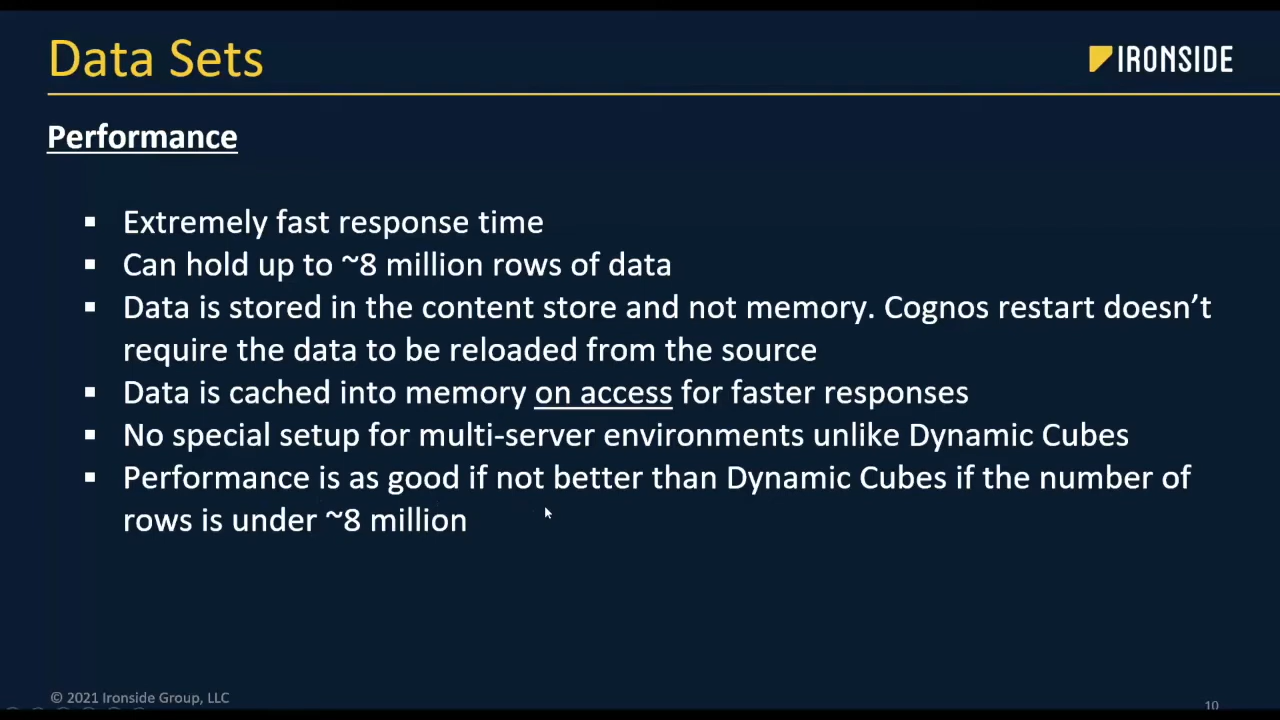 Data Sets
IRONSIDE
Performance
▪ Extremely fast response time
▪ Can hold up to ~8 million rows of data
▪ Data is stored in the content store and not memory. Cognos restart doesn’t
require the data to be reloaded from the source
▪ Data is cached into memory on access for faster responses
▪ No special setup for multi-server environments unlike Dynamic Cubes
▪ Performance is as good if not better than Dynamic Cubes if the number of
rows is under ~8 million
© 2021 Ironside Group, LLC
10